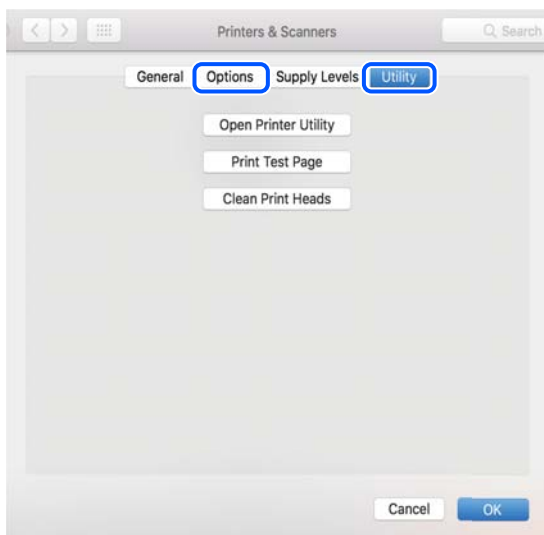 Printers & Scanners Search
General Options Supply Levels Utility
Open Printer Utility
Print Test Page
Clean Print Heads
Cancel OK